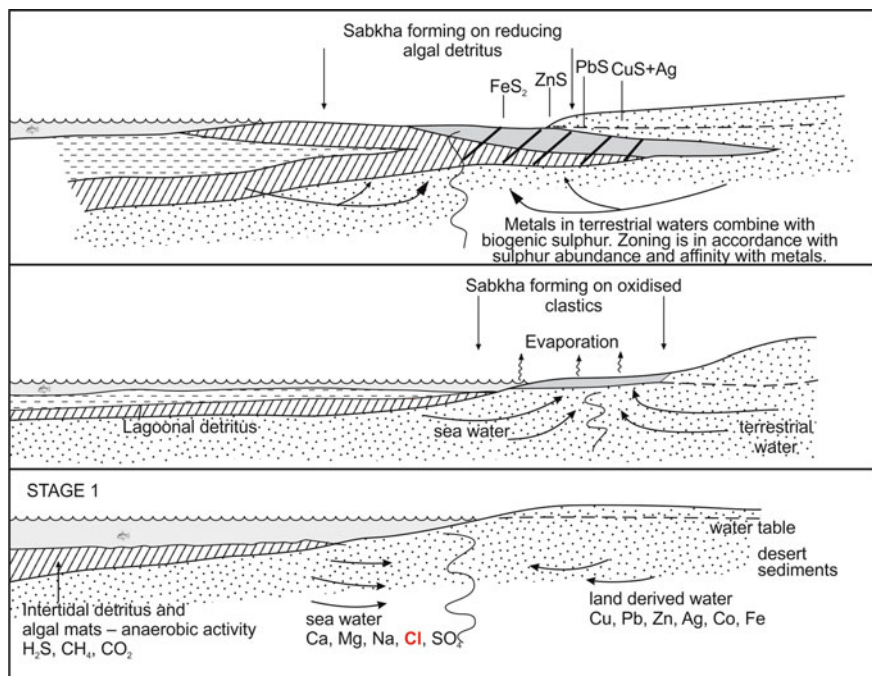 Sabkha forming on reducing
algal detritus
FeS₂
ZnS
PbS
CuS+Ag
Metals in terrestrial waters combine with
biogenic sulphur. Zoning is in accordance with
sulphur abundance and affinity with metals.
Sabkha forming on oxidised
clastics
Evaporation
Lagoonal detritus
sea water
terrestrial
water
STAGE 1
water table
desert
sediments
Intertidal detritus and
algal mats – anaerobic activity
H₂S, CH₄, CO₂
sea water
Ca, Mg, Na, Cl, SO₄
land derived water
Cu, Pb, Zn, Ag, Co, Fe